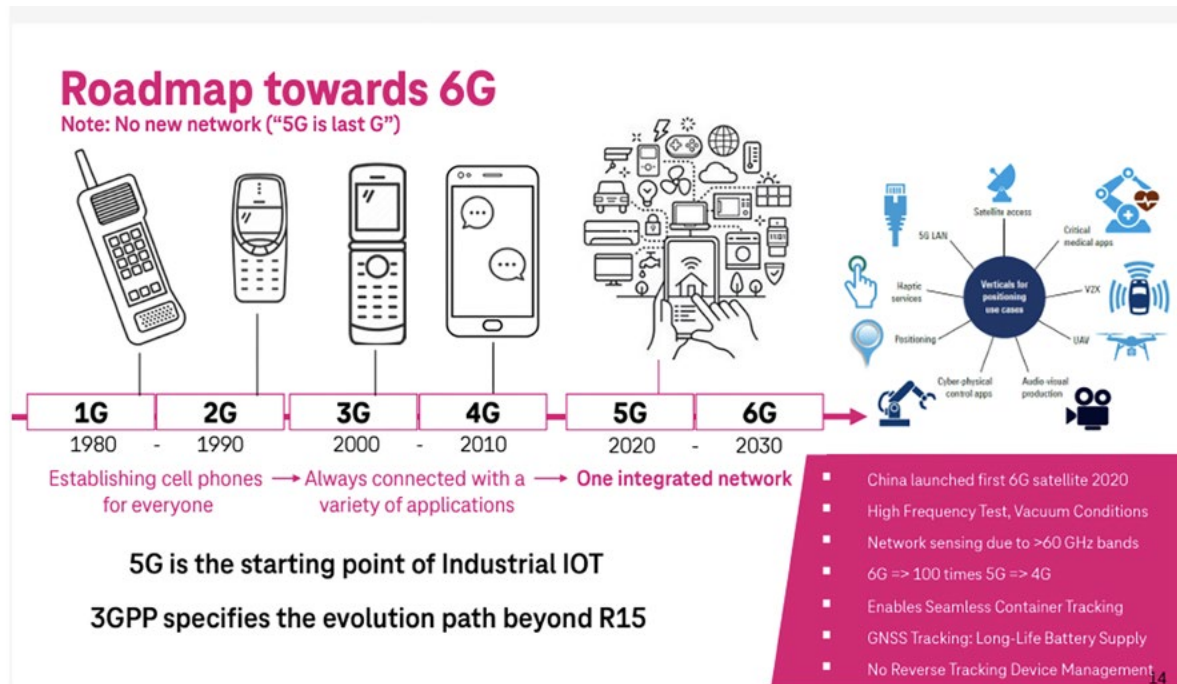 Roadmap towards 6G
Note: No new network (“5G is last G”)
Satellite access
5G LAN
Critical
medical apps
Haptic
services
Verticals for
positioning
use cases
V2X
Positioning
UAV
Cyber-physical
control apps
Audio-visual
production
1G
2G
3G
4G
5G
6G
1980 - 1990
2000 - 2010
2020 - 2030
Establishing cell phones
for everyone
Always connected with a
variety of applications
One integrated network
5G is the starting point of Industrial IOT
3GPP specifies the evolution path beyond R15
China launched first 6G satellite 2020
High Frequency Test, Vacuum Conditions
Network sensing due to >60 GHz bands
6G => 100 times 5G => 4G
Enables Seamless Container Tracking
GNSS Tracking: Long-Life Battery Supply
No Reverse Tracking Device Management
14